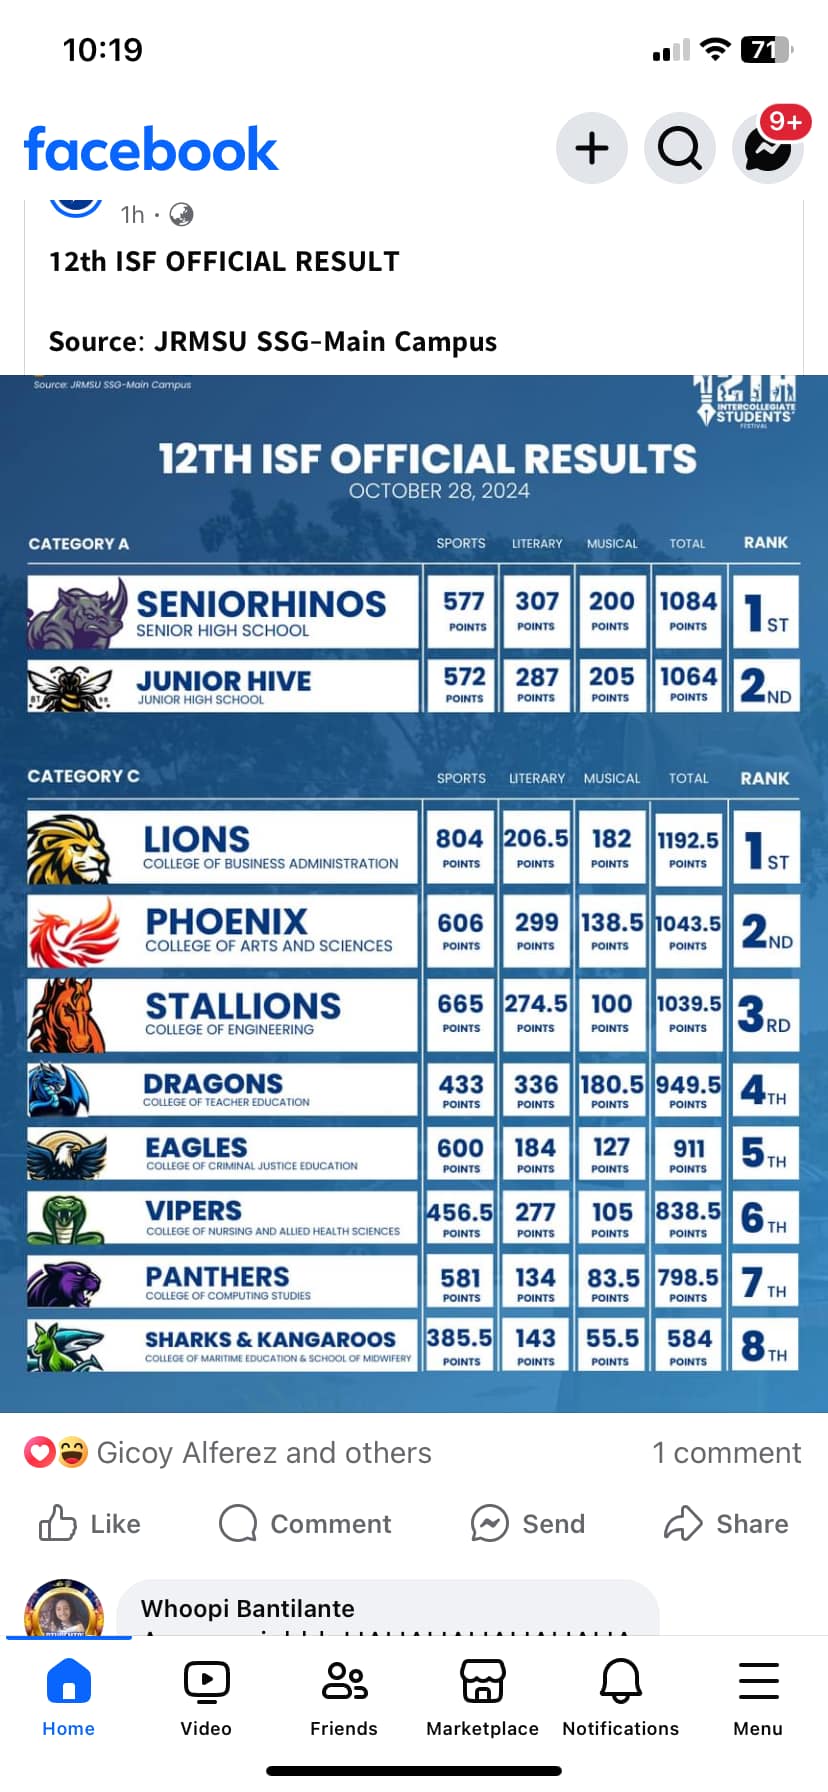 10:19
71
facebook
9+
1h ·
12th ISF OFFICIAL RESULT
Source: JRMSU SSG-Main Campus
Source: JRMSU SSG-Main Campus
12TH
INTERCOLLEGIATE
STUDENTS'
FESTIVAL
12TH ISF OFFICIAL RESULTS
OCTOBER 28, 2024
CATEGORY A SPORTS LITERARY MUSICAL TOTAL RANK
SENIORHINOS 577 307 200 1084 1ST
SENIOR HIGH SCHOOL POINTS POINTS POINTS POINTS
JUNIOR HIVE 572 287 205 1064 2ND
JUNIOR HIGH SCHOOL POINTS POINTS POINTS POINTS
CATEGORY C SPORTS LITERARY MUSICAL TOTAL RANK
LIONS 804 206.5 182 1192.5 1ST
COLLEGE OF BUSINESS ADMINISTRATION POINTS POINTS POINTS POINTS
PHOENIX 606 299 138.5 1043.5 2ND
COLLEGE OF ARTS AND SCIENCES POINTS POINTS POINTS POINTS
STALLIONS 665 274.5 100 1039.5 3RD
COLLEGE OF ENGINEERING POINTS POINTS POINTS POINTS
DRAGONS 433 336 180.5 949.5 4TH
COLLEGE OF TEACHER EDUCATION POINTS POINTS POINTS POINTS
EAGLES 600 184 127 911 5TH
COLLEGE OF CRIMINAL JUSTICE EDUCATION POINTS POINTS POINTS POINTS
VIPERS 456.5 277 105 838.5 6TH
COLLEGE OF NURSING AND ALLIED HEALTH SCIENCES POINTS POINTS POINTS POINTS
PANTHERS 581 134 83.5 798.5 7TH
COLLEGE OF COMPUTING STUDIES POINTS POINTS POINTS POINTS
SHARKS & KANGAROOS 385.5 143 55.5 584 8TH
COLLEGE OF MARITIME EDUCATION & SCHOOL OF MIDWIFERY POINTS POINTS POINTS POINTS
Gicoy Alferez and others 1 comment
Like Comment Send Share
Whoopi Bantilante
Home Video Friends Marketplace Notifications Menu